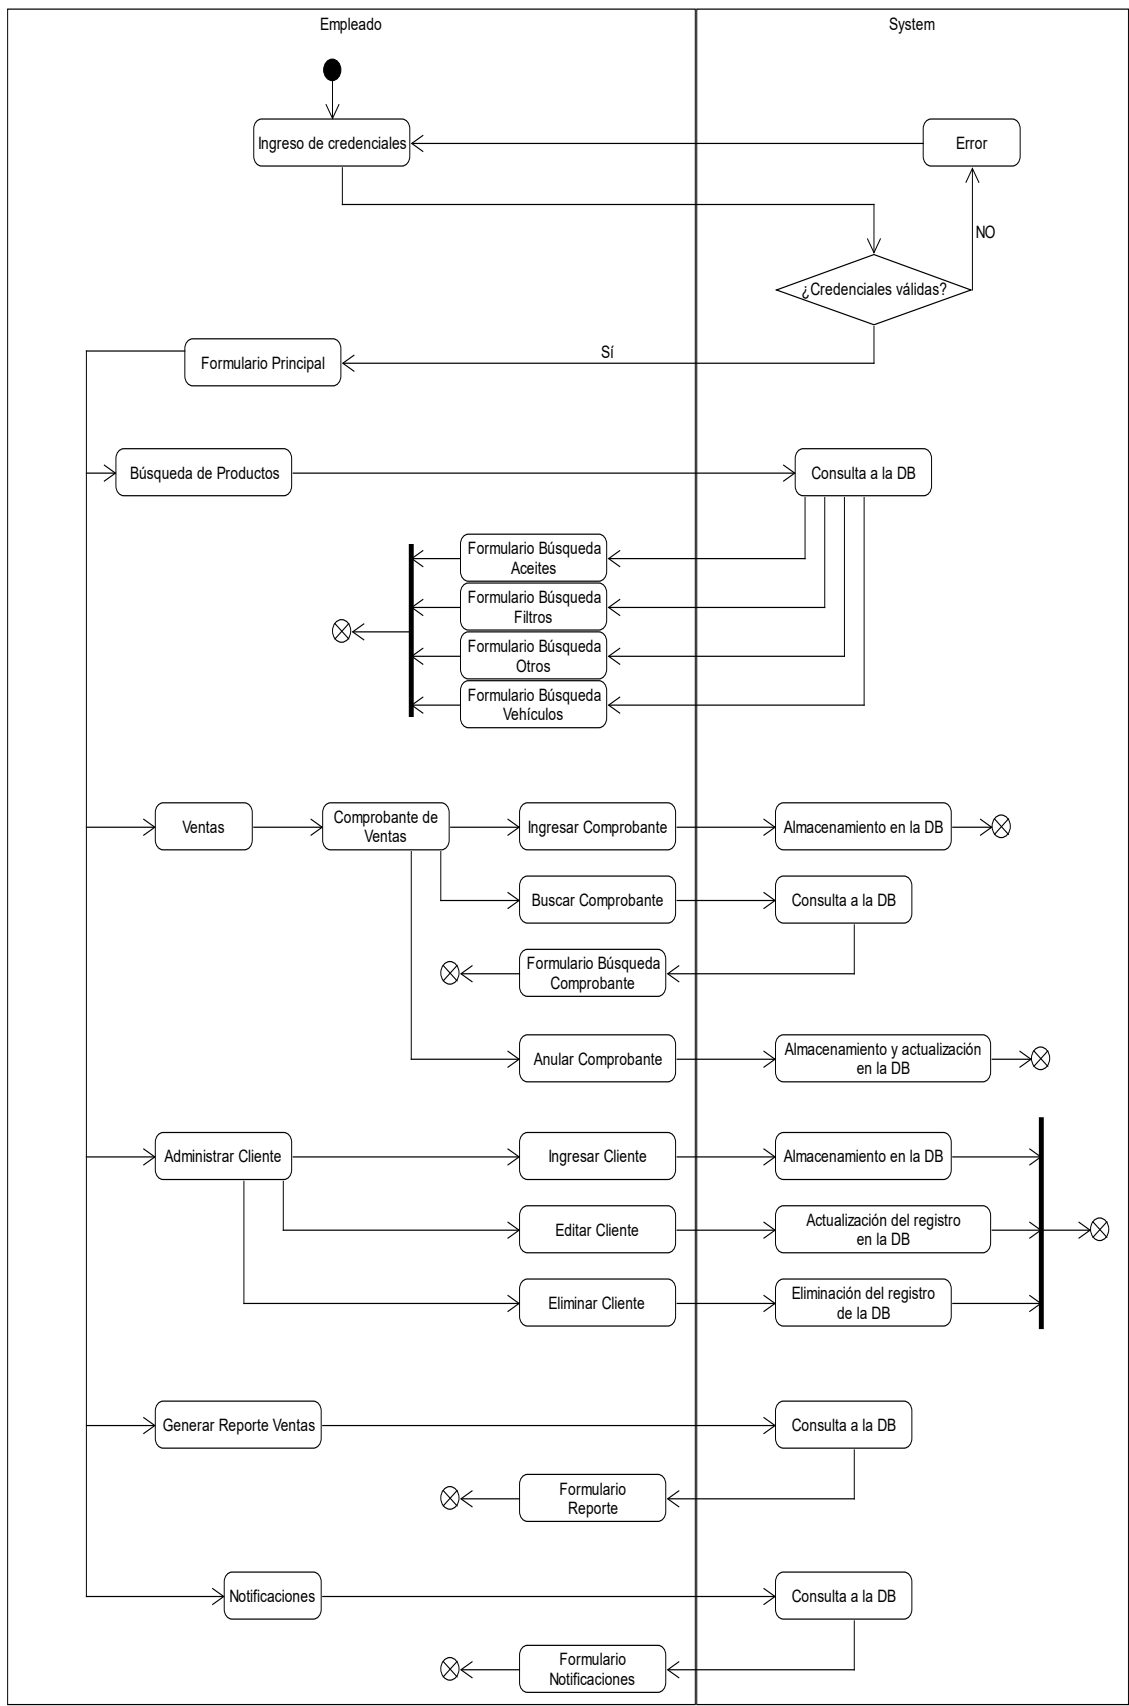 Empleado
System
Ingreso de credenciales
Error
NO
¿Credenciales válidas?
Sí
Formulario Principal
Búsqueda de Productos
Consulta a la DB
Formulario Búsqueda
Aceites
Formulario Búsqueda
Filtros
Formulario Búsqueda
Otros
Formulario Búsqueda
Vehículos
Ventas
Comprobante de
Ventas
Ingresar Comprobante
Almacenamiento en la DB
Buscar Comprobante
Consulta a la DB
Formulario Búsqueda
Comprobante
Anular Comprobante
Almacenamiento y actualización
en la DB
Administrar Cliente
Ingresar Cliente
Almacenamiento en la DB
Editar Cliente
Actualización del registro
en la DB
Eliminar Cliente
Eliminación del registro
de la DB
Generar Reporte Ventas
Consulta a la DB
Formulario
Reporte
Notificaciones
Consulta a la DB
Formulario
Notificaciones